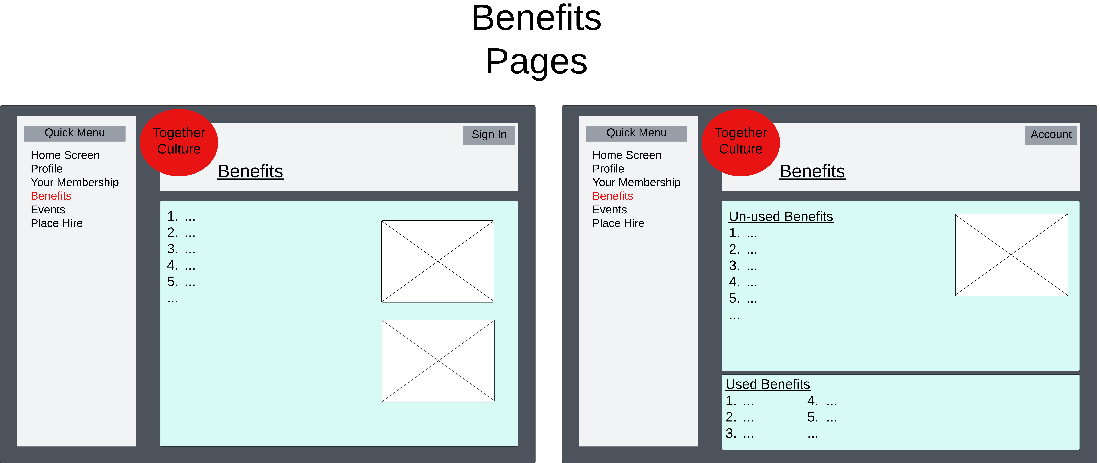 Benefits
Pages
Quick Menu
Home Screen
Profile
Your Membership
Benefits
Events
Place Hire
Together
Culture
Sign In
Benefits
1. ...
2. ...
3. ...
4. ...
5. ...
...
Quick Menu
Home Screen
Profile
Your Membership
Benefits
Events
Place Hire
Together
Culture
Account
Benefits
Un-used Benefits
1. ...
2. ...
3. ...
4. ...
5. ...
...
Used Benefits
1. ... 4. ...
2. ... 5. ...
3. ... ...